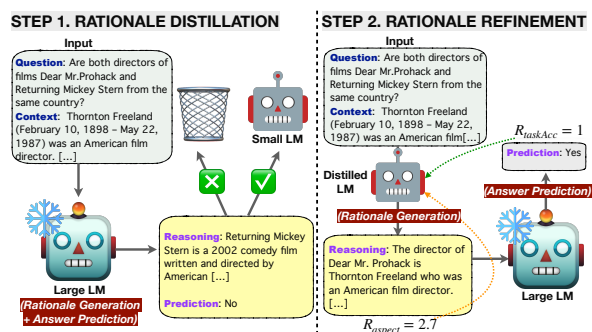 STEP 1. RATIONALE DISTILLATION
Input
Question: Are both directors of
films Dear Mr.Prohack and
Returning Mickey Stern from the
same country?
Context: Thornton Freeland
(February 10, 1898 – May 22,
1987) was an American film
director. [...]
Small LM
Large LM
(Rationale Generation
+ Answer Prediction)
Reasoning: Returning Mickey
Stern is a 2002 comedy film
written and directed by
American [...]
Prediction: No
STEP 2. RATIONALE REFINEMENT
Input
Question: Are both directors of
films Dear Mr.Prohack and
Returning Mickey Stern from the
same country?
Context: Thornton Freeland
(February 10, 1898 – May 22,
1987) was an American film[...]
R_taskAcc = 1
Prediction: Yes
Distilled
LM
(Rationale Generation)
(Answer Prediction)
Reasoning: The director of
Dear Mr. Prohack is
Thornton Freeland who was
an American film director.
[...]
Large LM
R_aspect = 2.7